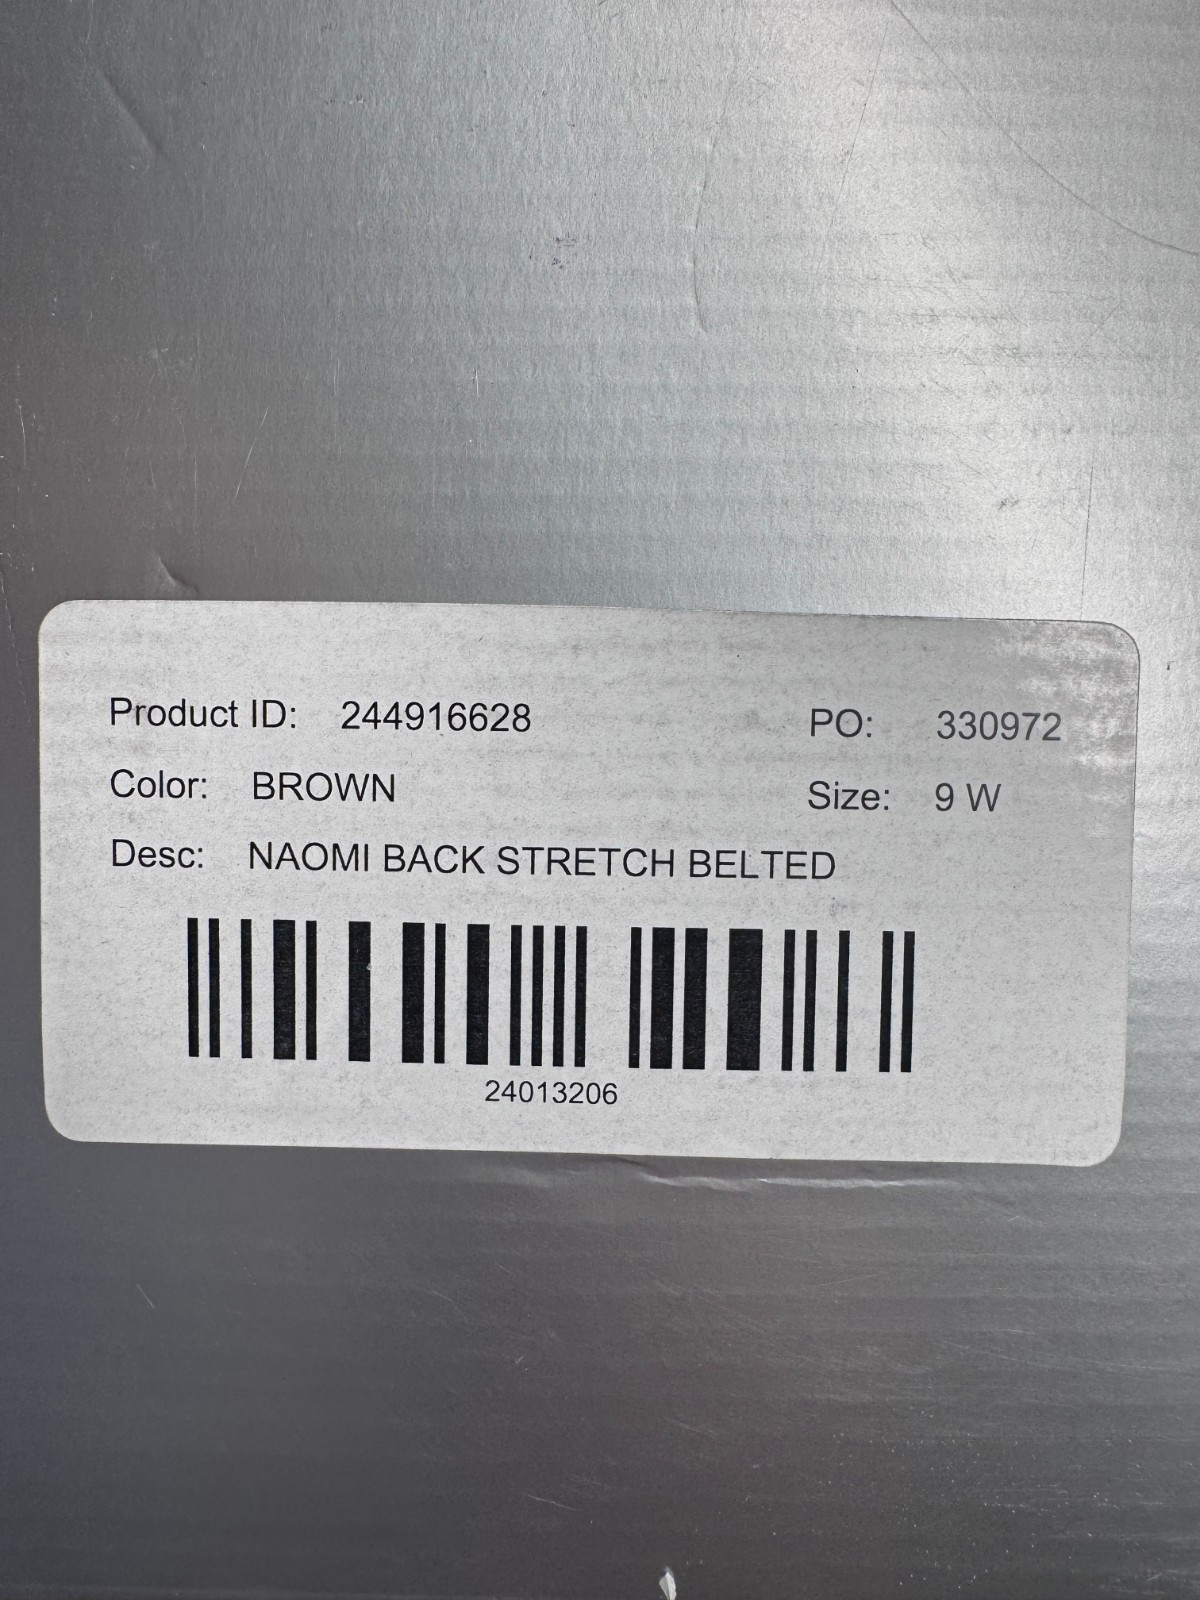 Product ID: 244916628 PO: 330972
Color: BROWN Size: 9 W
Desc: NAOMI BACK STRETCH BELTED
24013206